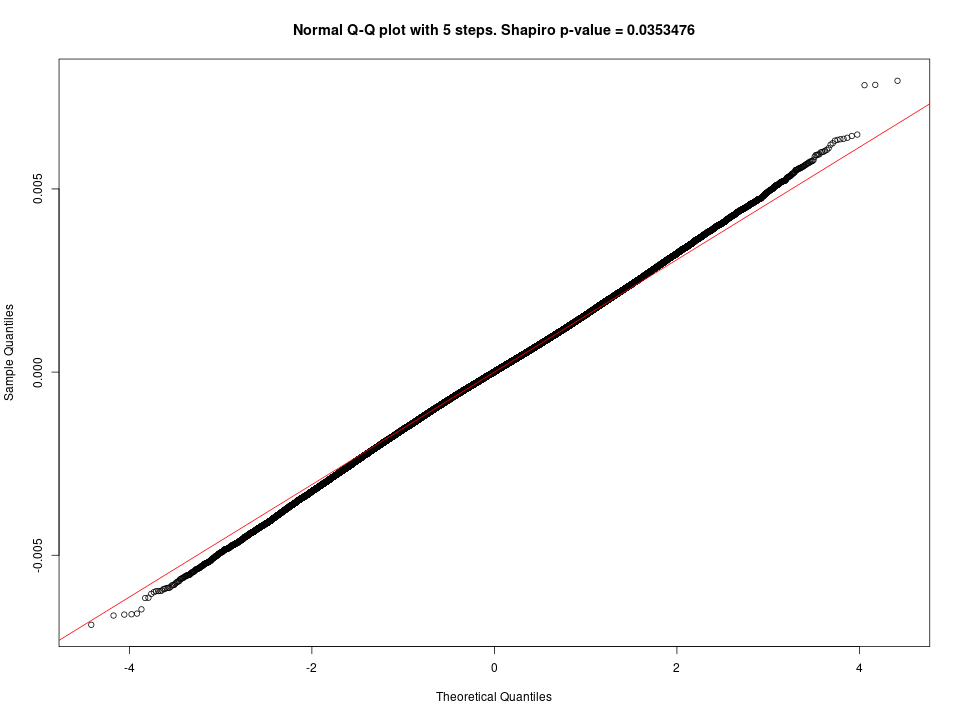 Normal Q-Q plot with 5 steps. Shapiro p-value = 0.0353476
Sample Quantiles
0.005
0.000
-0.005
-4
-2
0
2
4
Theoretical Quantiles